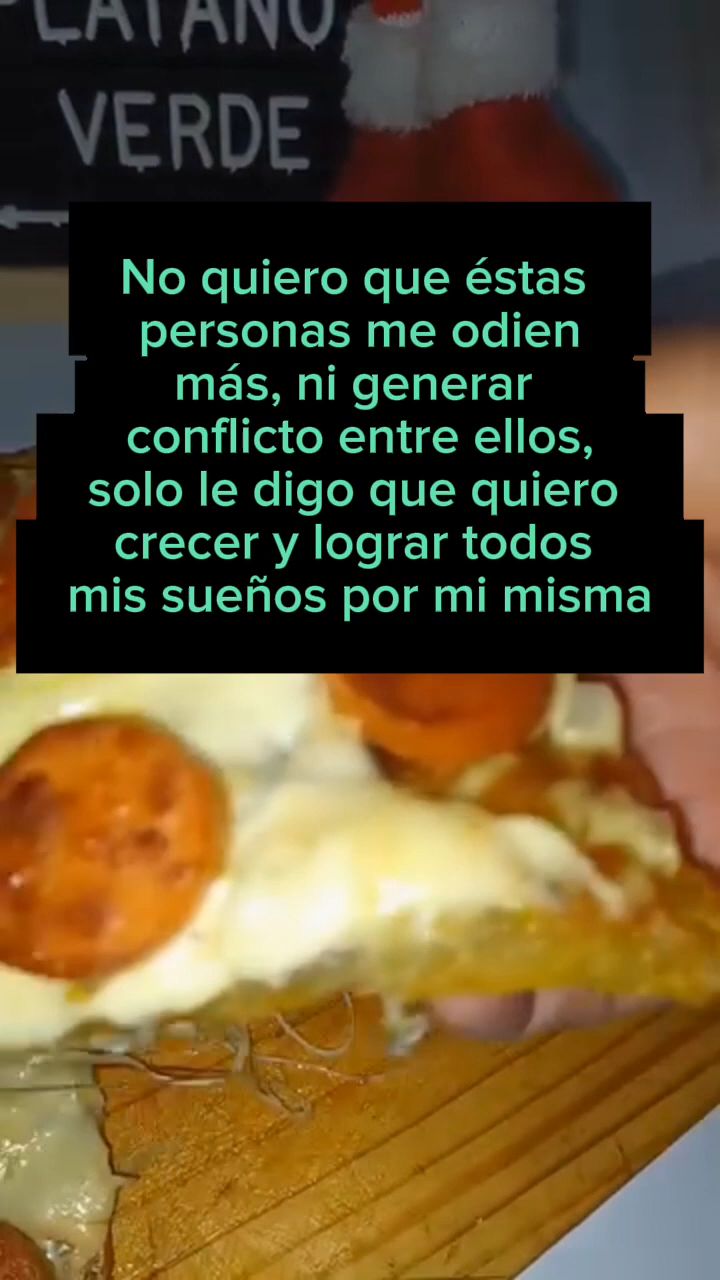 PLATANO
VERDE
No quiero que éstas
personas me odien
más, ni generar
conflicto entre ellos,
solo le digo que quiero
crecer y lograr todos
mis sueños por mi misma